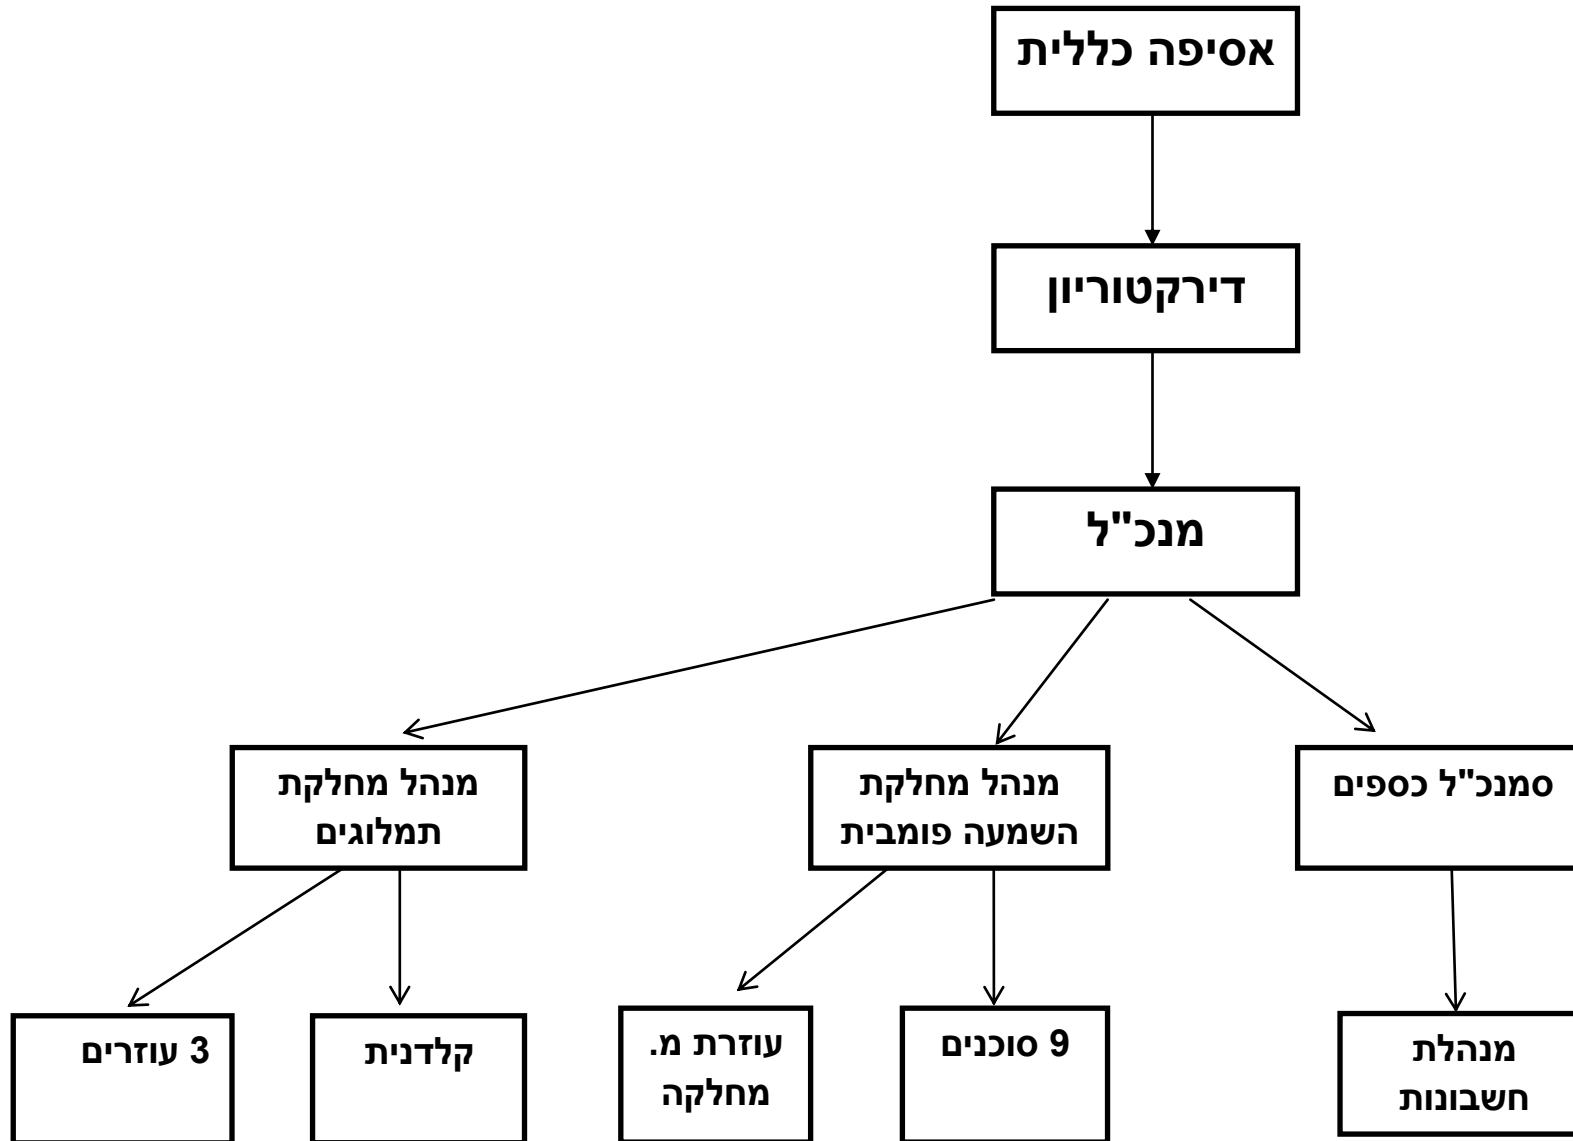 אסיפה כללית
דירקטוריון
מנכ"ל
סמנכ"ל כספים
מנהל מחלקת
השמעה פומבית
מנהל מחלקת
תמלוגים
מנהלת
חשבונות
9 סוכנים
עוזרת מ.
מחלקה
קלדנית
3 עוזרים